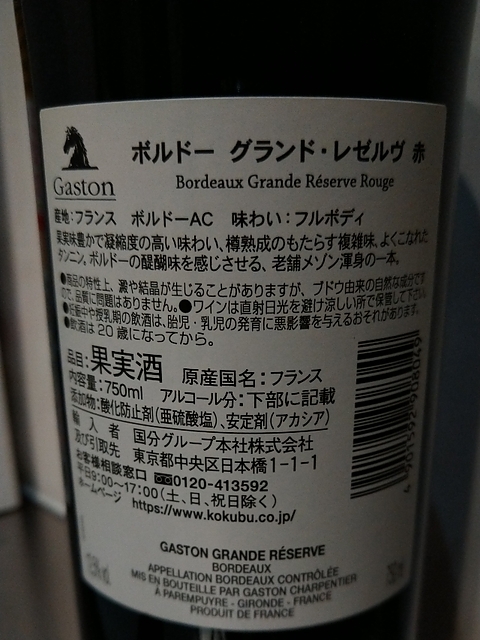 Gaston
ボルドー グランド・レゼルヴ 赤
Bordeaux Grande Réserve Rouge
産地：フランス ボルドーAC 味わい：フルボディ
果実味豊かで凝縮度の高い味わい、樽熟成のもたらす複雑味、よくこなれた
タンニン。ボルドーの醍醐味を感じさせる、老舗メゾン渾身の一本。
●商品の特性上、澱や結晶が生じることがありますが、ブドウ由来の自然な成分ですので、
品質に問題はありません。●ワインは直射日光を避け涼しい所で保管して下さい。
●妊娠中や授乳期の飲酒は、胎児・乳児の発育に悪影響を与えるおそれがあります。
●飲酒は20歳になってから。
品目：果実酒 原産国名：フランス
内容量：750ml アルコール分：下部に記載
添加物：酸化防止剤（亜硫酸塩）、安定剤（アカシア）
輸入者 国分グループ本社株式会社
及び引取先 東京都中央区日本橋1-1-1
お客様相談窓口 0120-413592
平日9：00～17：00（土、日、祝日除く）
ホームページ https://www.kokubu.co.jp/
GASTON GRANDE RÉSERVE
BORDEAUX
APPELLATION BORDEAUX CONTRÔLÉE
MIS EN BOUTEILLE PAR GASTON CHARPENTIER
À PAREMPUYRE - GIRONDE - FRANCE
PRODUIT DE FRANCE